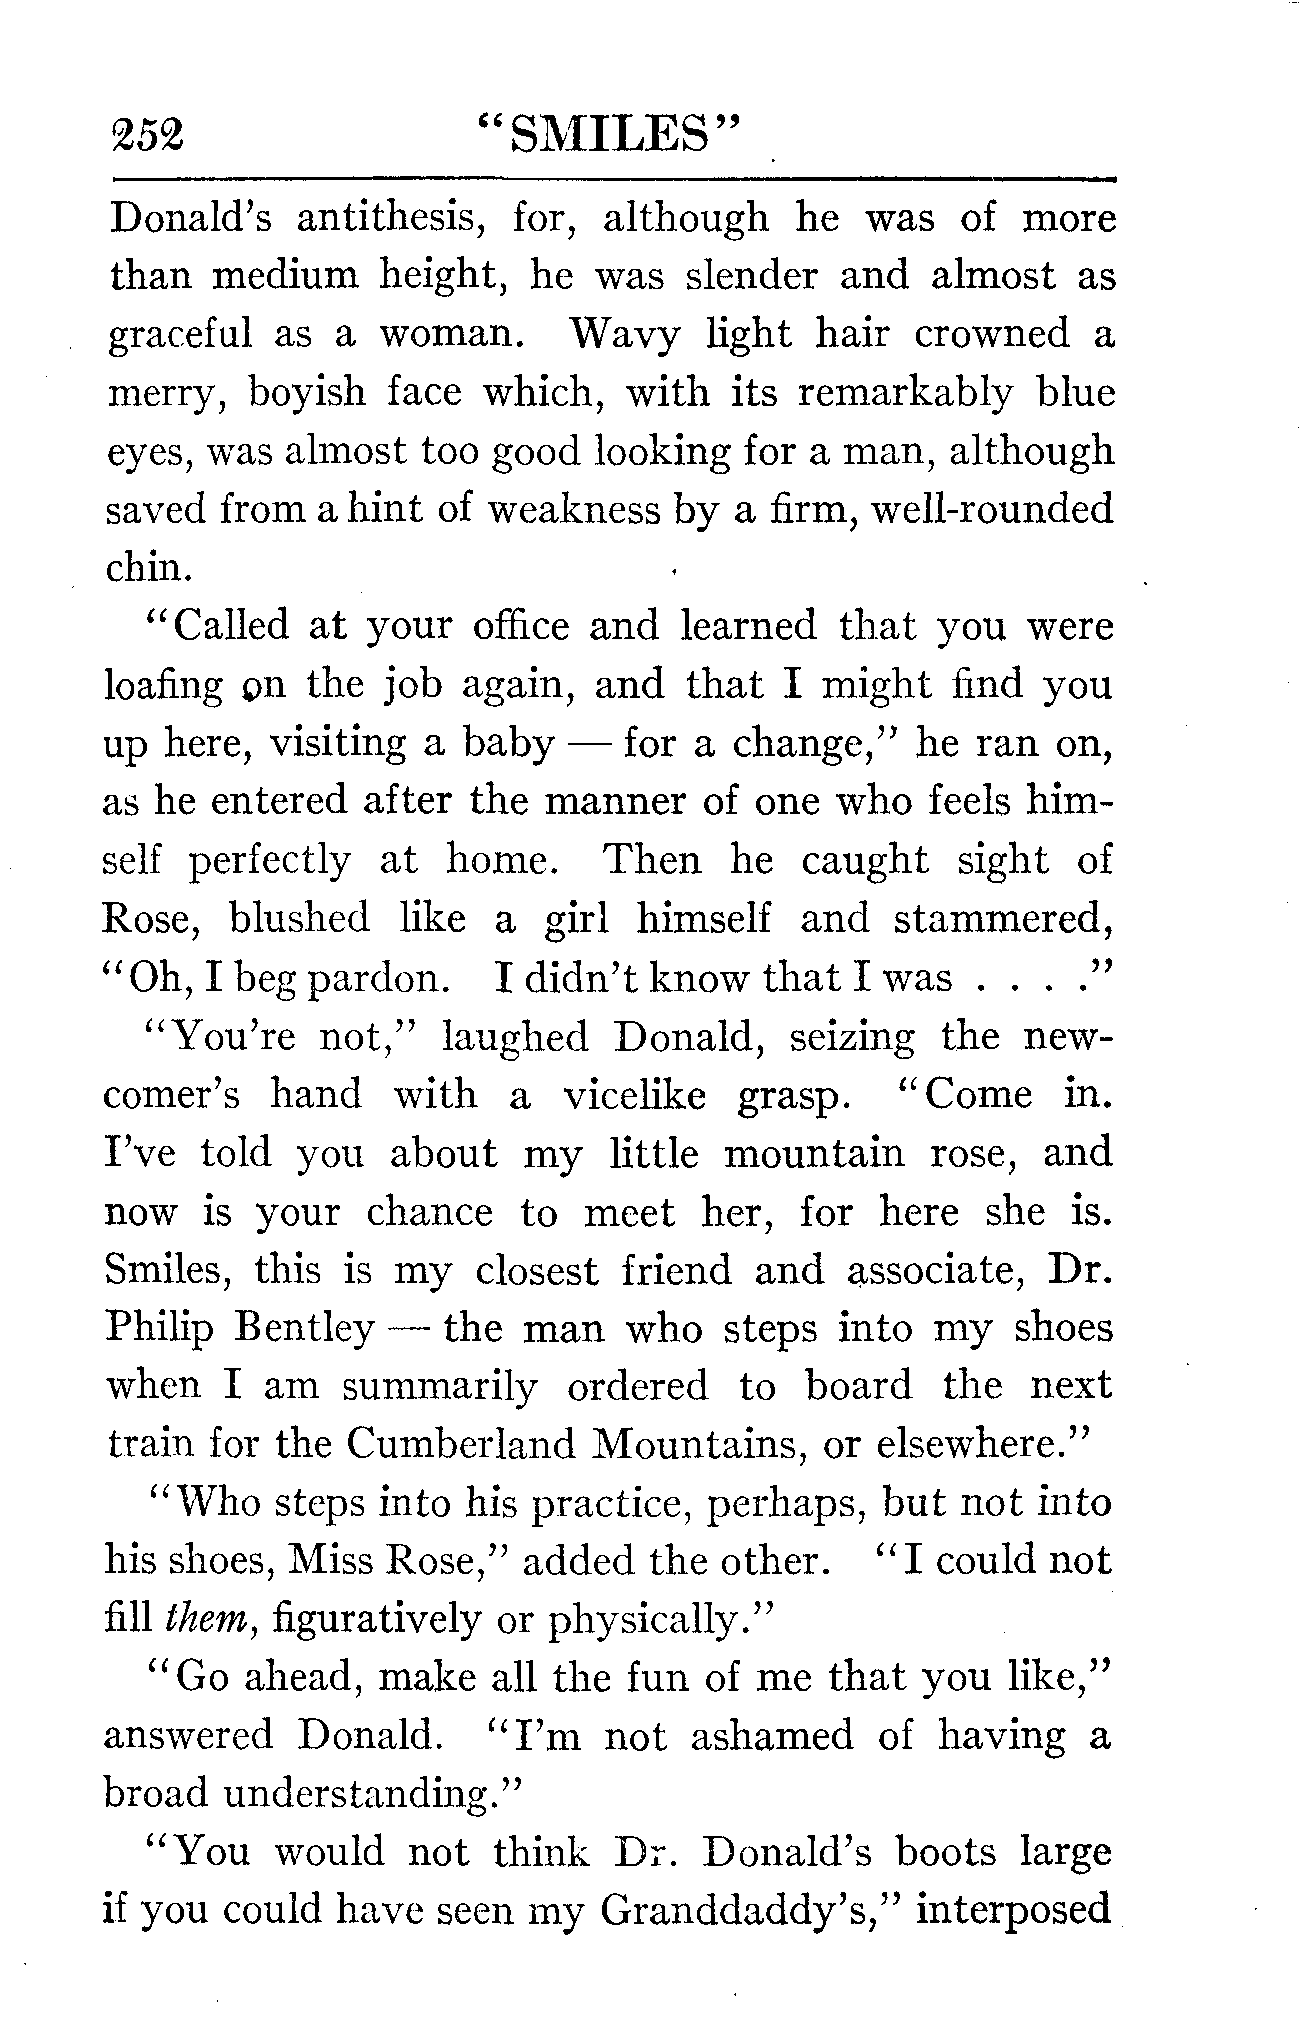 252 "SMILES"
Donald's antithesis, for, although he was of more
than medium height, he was slender and almost as
graceful as a woman. Wavy light hair crowned a
merry, boyish face which, with its remarkably blue
eyes, was almost too good looking for a man, although
saved from a hint of weakness by a firm, well-rounded
chin.
"Called at your office and learned that you were
loafing on the job again, and that I might find you
up here, visiting a baby — for a change," he ran on,
as he entered after the manner of one who feels him-
self perfectly at home. Then he caught sight of
Rose, blushed like a girl himself and stammered,
"Oh, I beg pardon. I didn't know that I was . . . ."
"You're not," laughed Donald, seizing the new-
comer's hand with a vicelike grasp. "Come in.
I've told you about my little mountain rose, and
now is your chance to meet her, for here she is.
Smiles, this is my closest friend and associate, Dr.
Philip Bentley — the man who steps into my shoes
when I am summarily ordered to board the next
train for the Cumberland Mountains, or elsewhere."
"Who steps into his practice, perhaps, but not into
his shoes, Miss Rose," added the other. "I could not
fill them, figuratively or physically."
"Go ahead, make all the fun of me that you like,"
answered Donald. "I'm not ashamed of having a
broad understanding."
"You would not think Dr. Donald's boots large
if you could have seen my Granddaddy's," interposed